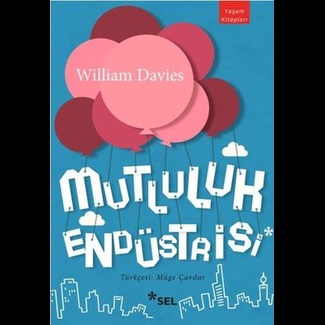 Yaşam
Kitapları
William Davies
MUTLULUK
ENDÜSTRİSİ*
Türkçesi: Müge Çavdar
*SEL